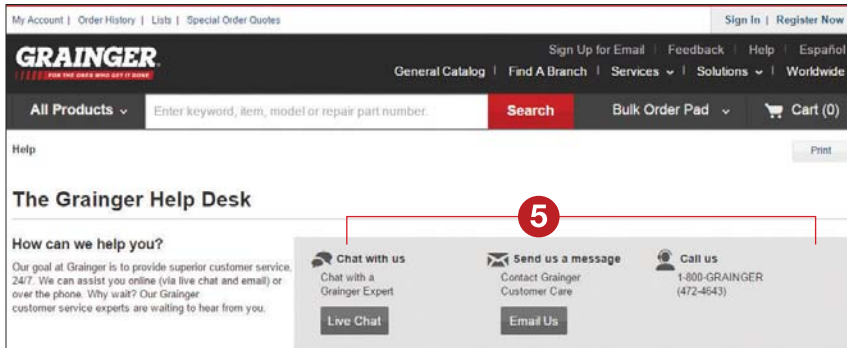 My Account | Order History | Lists | Special Order Quotes
Sign In | Register Now
GRAINGER
FOR THE ONES WHO GET IT DONE
Sign Up for Email | Feedback | Help | Español
General Catalog | Find A Branch | Services | Solutions | Worldwide
All Products
Enter keyword, item, model or repair part number.
Search
Bulk Order Pad
Cart (0)
Help
Print
The Grainger Help Desk
5
How can we help you?
Our goal at Grainger is to provide superior customer service,
24/7. We can assist you online (via live chat and email) or
over the phone. Why wait? Our Grainger
customer service experts are waiting to hear from you.
Chat with us
Chat with a
Grainger Expert
Live Chat
Send us a message
Contact Grainger
Customer Care
Email Us
Call us
1-800-GRAINGER
(472-4643)